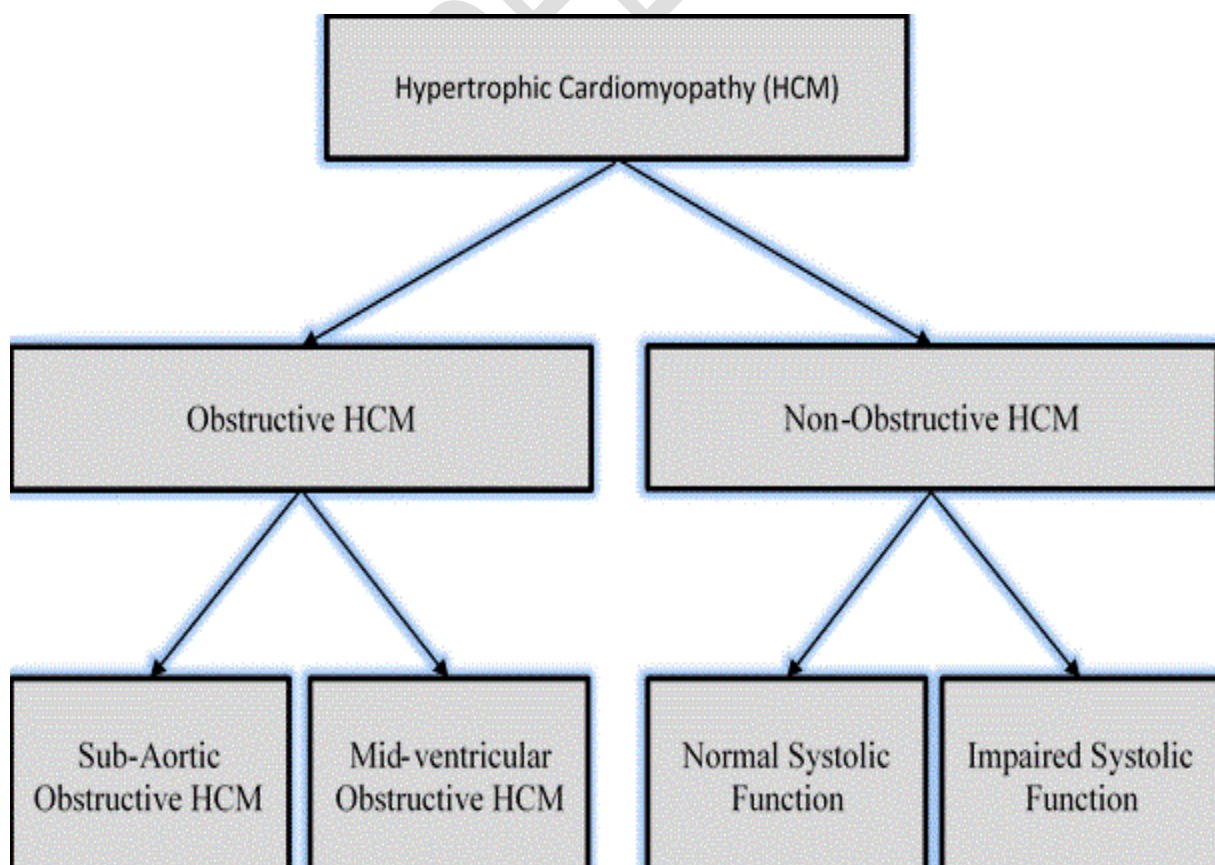 Hypertrophic Cardiomyopathy (HCM)
Obstructive HCM
Non-Obstructive HCM
Sub-Aortic
Obstructive HCM
Mid-ventricular
Obstructive HCM
Normal Systolic
Function
Impaired Systolic
Function